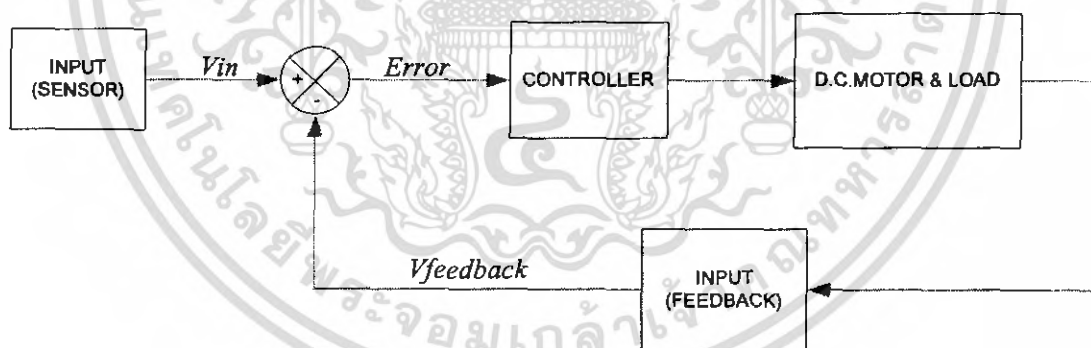 INPUT
(SENSOR)
Vin
+
-
Error
CONTROLLER
D.C.MOTOR & LOAD
Vfeedback
INPUT
(FEEDBACK)